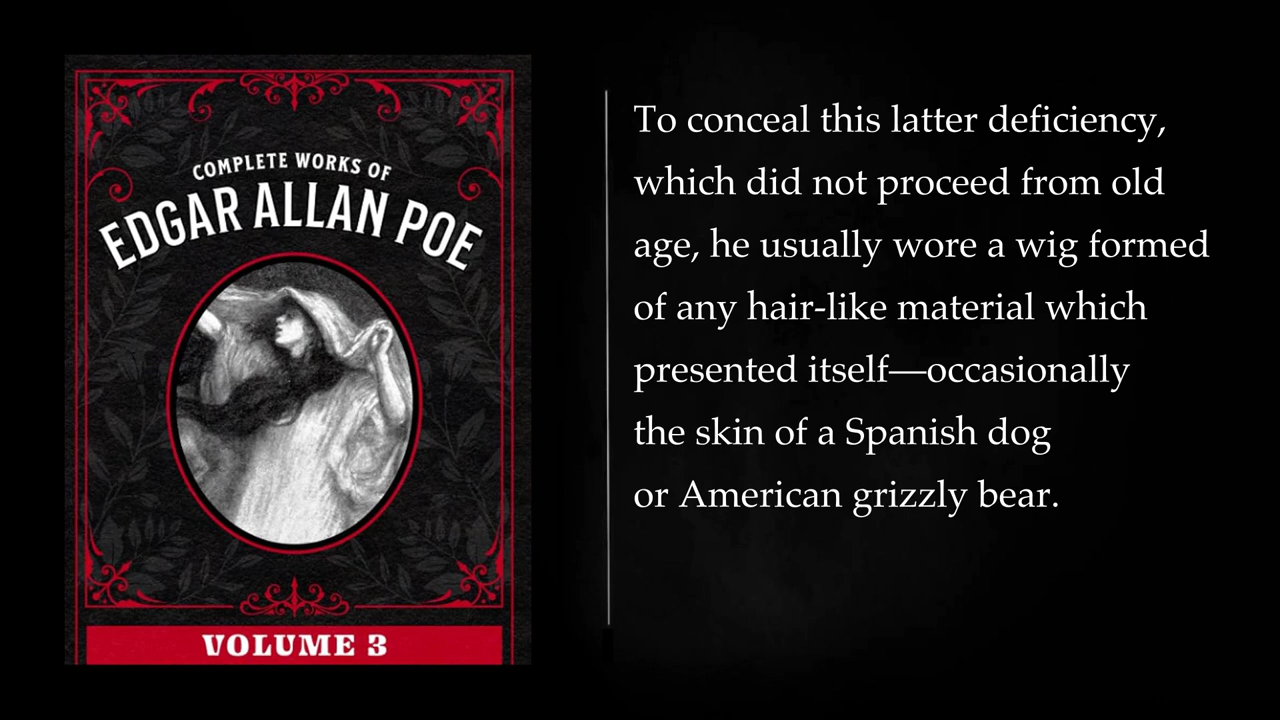 COMPLETE WORKS OF
EDGAR ALLAN POE
VOLUME 3
To conceal this latter deficiency,
which did not proceed from old
age, he usually wore a wig formed
of any hair-like material which
presented itself—occasionally
the skin of a Spanish dog
or American grizzly bear.